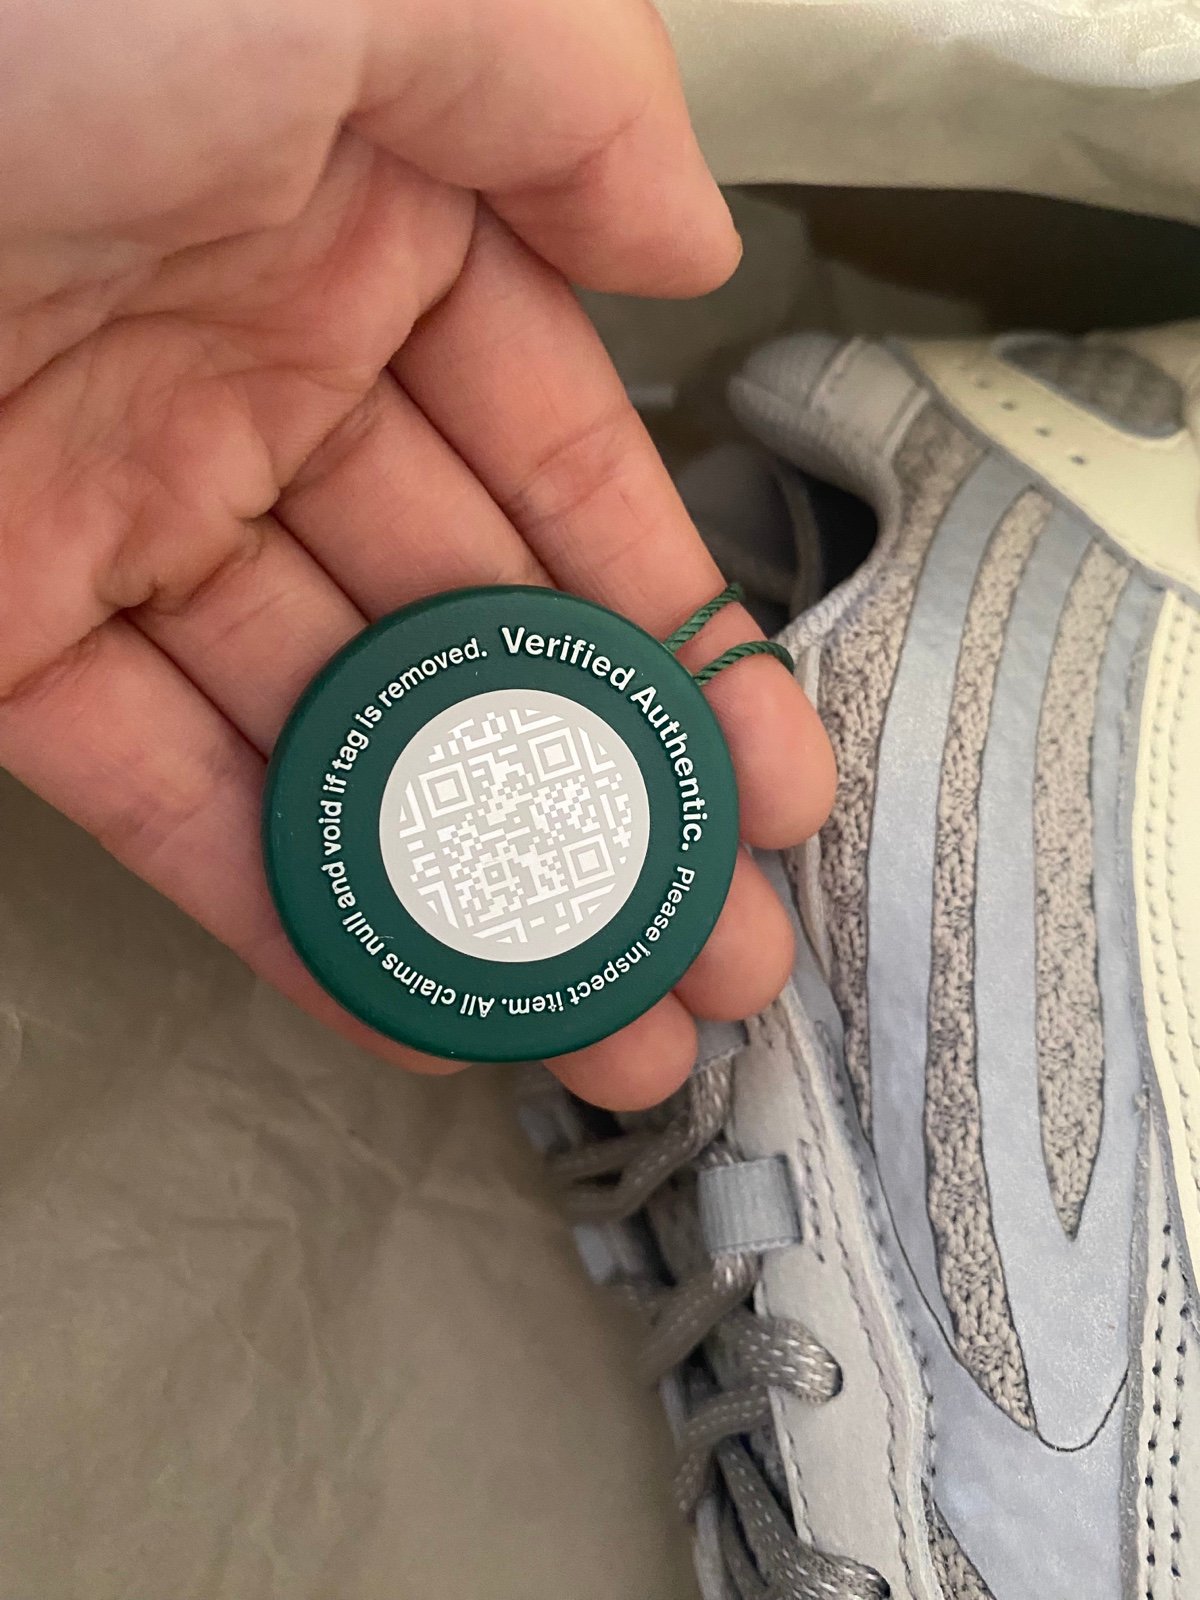 Verified Authentic. Please inspect item. All claims null and void if tag is removed.